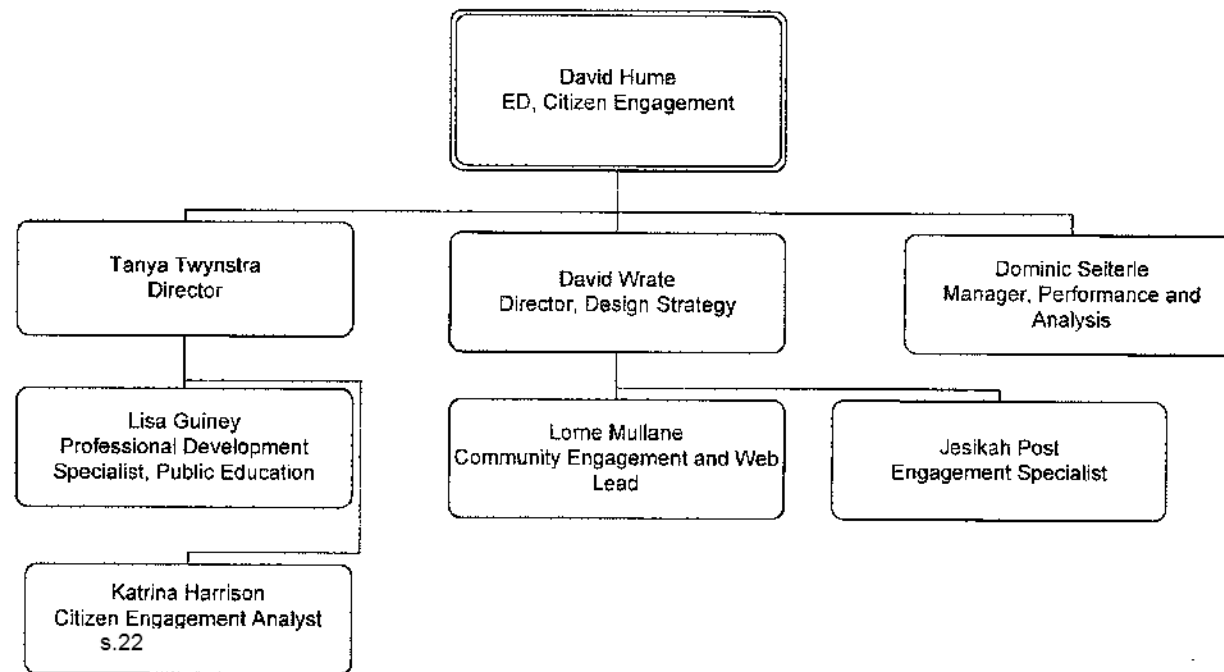 David Hume
ED, Citizen Engagement
Tanya Twynstra
Director
David Wrate
Director, Design Strategy
Dominic Seiterle
Manager, Performance and
Analysis
Lisa Guiney
Professional Development
Specialist, Public Education
Lorne Mullane
Community Engagement and Web
Lead
Jesikah Post
Engagement Specialist
Katrina Harrison
Citizen Engagement Analyst
s.22